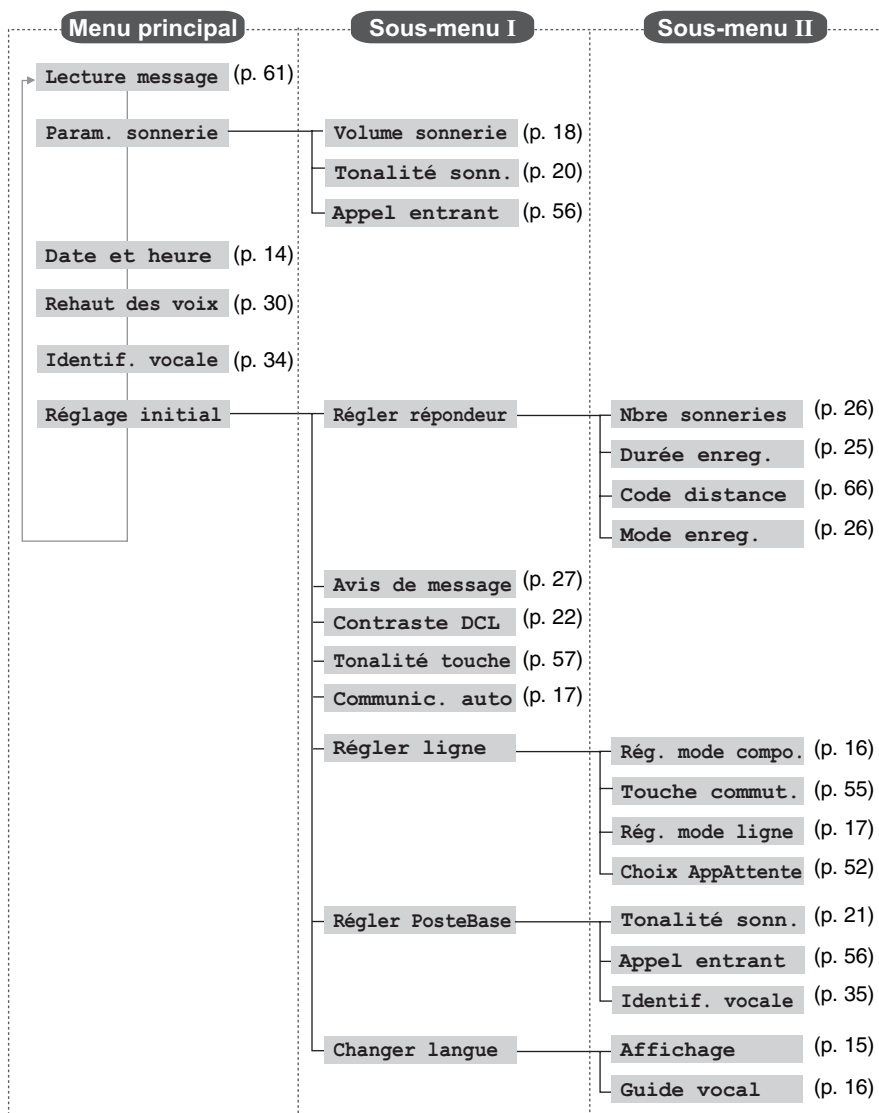 Menu principal Sous-menu I Sous-menu II
Lecture message (p. 61)
Param. sonnerie Volume sonnerie (p. 18)
Tonalité sonn. (p. 20)
Appel entrant (p. 56)
Date et heure (p. 14)
Rehaut des voix (p. 30)
Identif. vocale (p. 34)
Réglage initial Régler répondeur Nbre sonneries (p. 26)
Durée enreg. (p. 25)
Code distance (p. 66)
Mode enreg. (p. 26)
Avis de message (p. 27)
Contraste DCL (p. 22)
Tonalité touche (p. 57)
Communic. auto (p. 17)
Régler ligne Rég. mode compo. (p. 16)
Touche commut. (p. 55)
Rég. mode ligne (p. 17)
Choix AppAttente (p. 52)
Régler PosteBase Tonalité sonn. (p. 21)
Appel entrant (p. 56)
Identif. vocale (p. 35)
Changer langue Affichage (p. 15)
Guide vocal (p. 16)